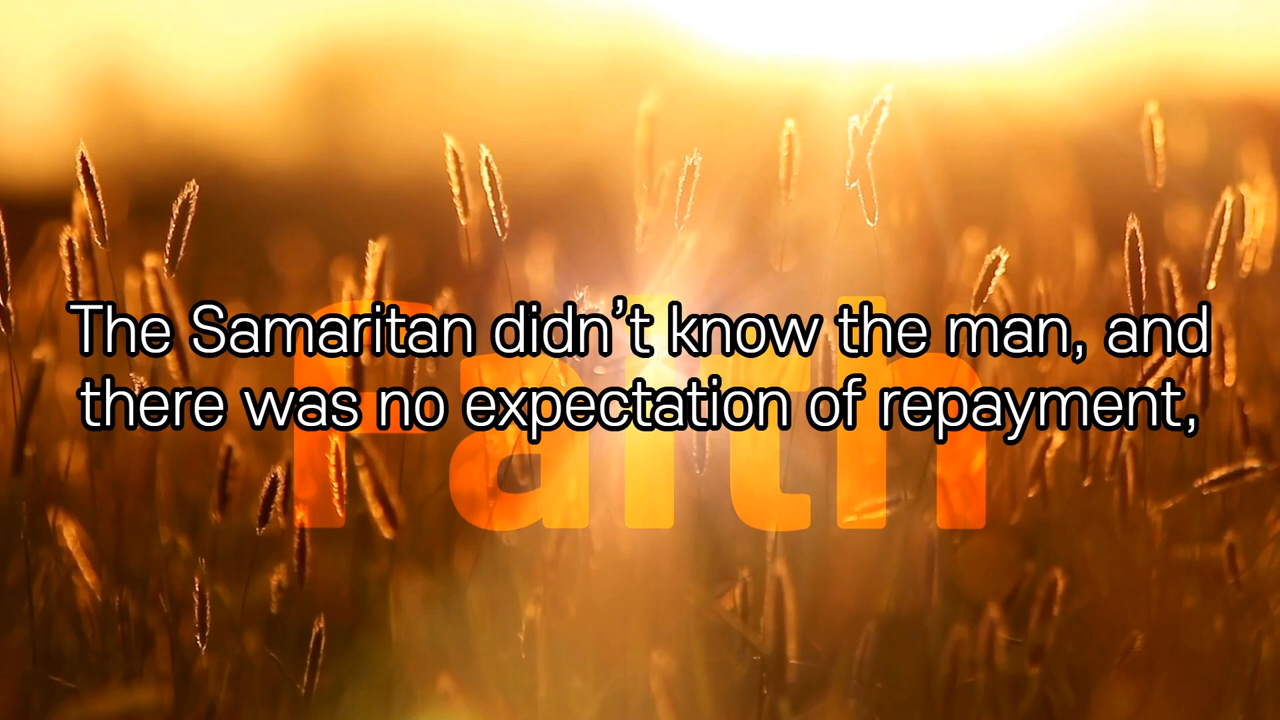 The Samaritan didn’t know the man, and
there was no expectation of repayment,
Faith